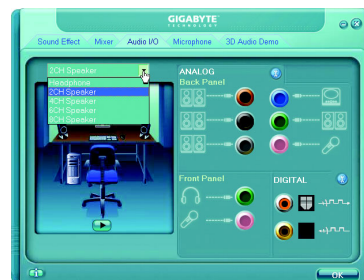 GIGABYTE
TECHNOLOGY
Sound Effect
Mixer
Audio I/O
Microphone
3D Audio Demo
2CH Speaker
Headphone
2CH Speaker
4CH Speaker
6CH Speaker
8CH Speaker
ANALOG
Back Panel
Front Panel
DIGITAL
OK